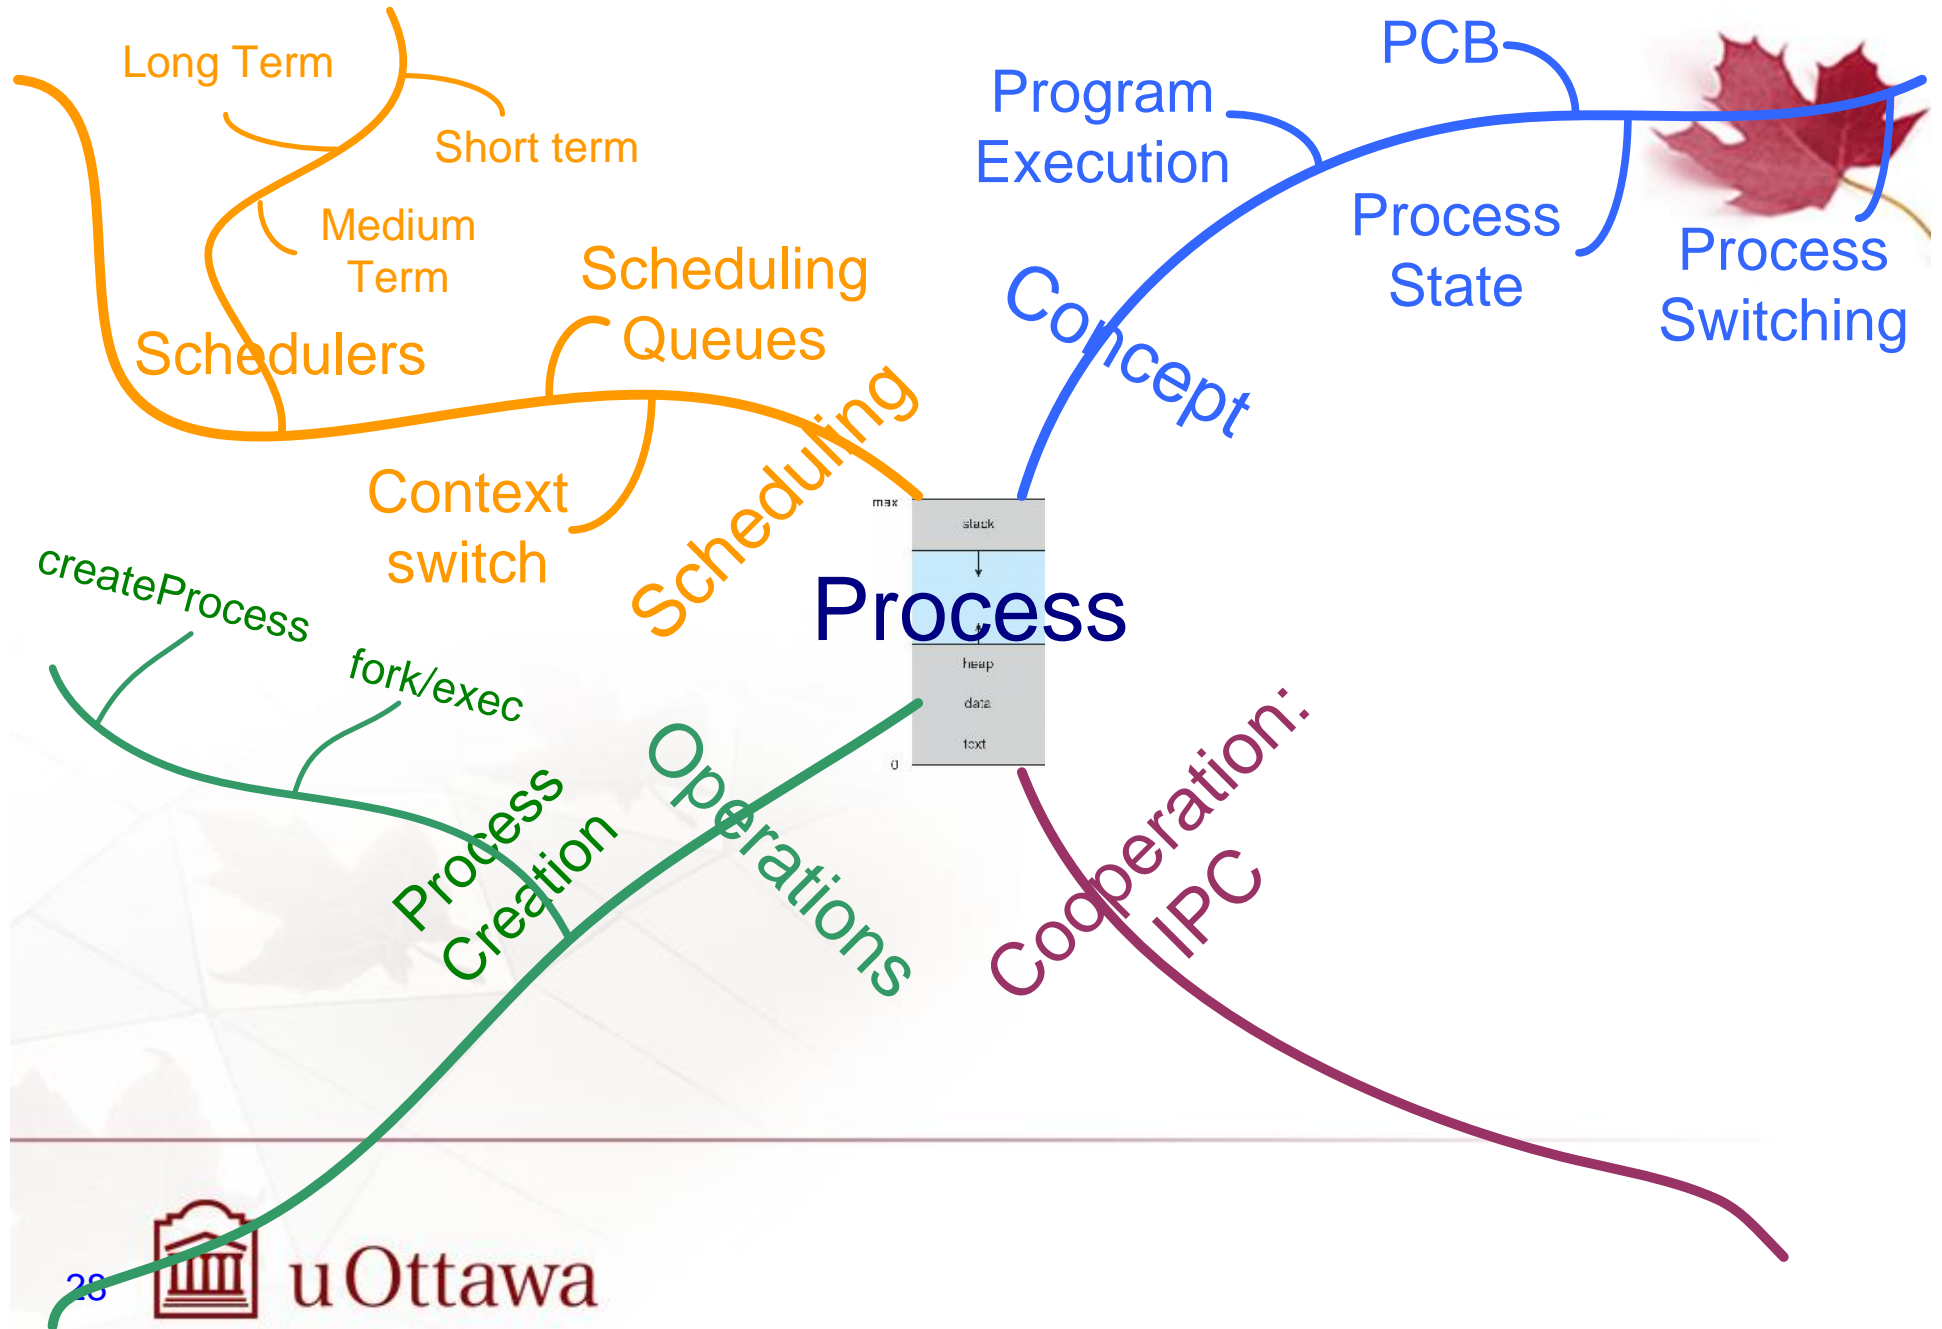 Long Term
Short term
Medium
Term
Schedulers
Scheduling
Queues
Context
switch
Scheduling
PCB
Program
Execution
Process
State
Process
Switching
Concept
max
stack
Process
heap
data
text
0
createProcess
fork/exec
Process
Creation
Operations
Cooperation:
IPC
28
uOttawa